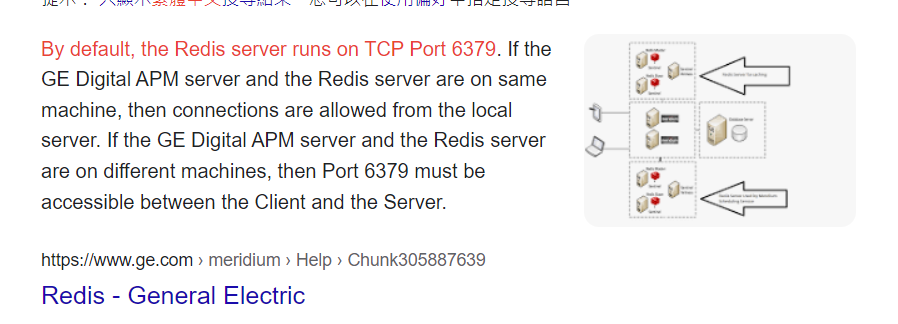 By default, the Redis server runs on TCP Port 6379. If the
GE Digital APM server and the Redis server are on same
machine, then connections are allowed from the local
server. If the GE Digital APM server and the Redis server
are on different machines, then Port 6379 must be
accessible between the Client and the Server.
https://www.ge.com › meridium › Help › Chunk305887639
Redis - General Electric